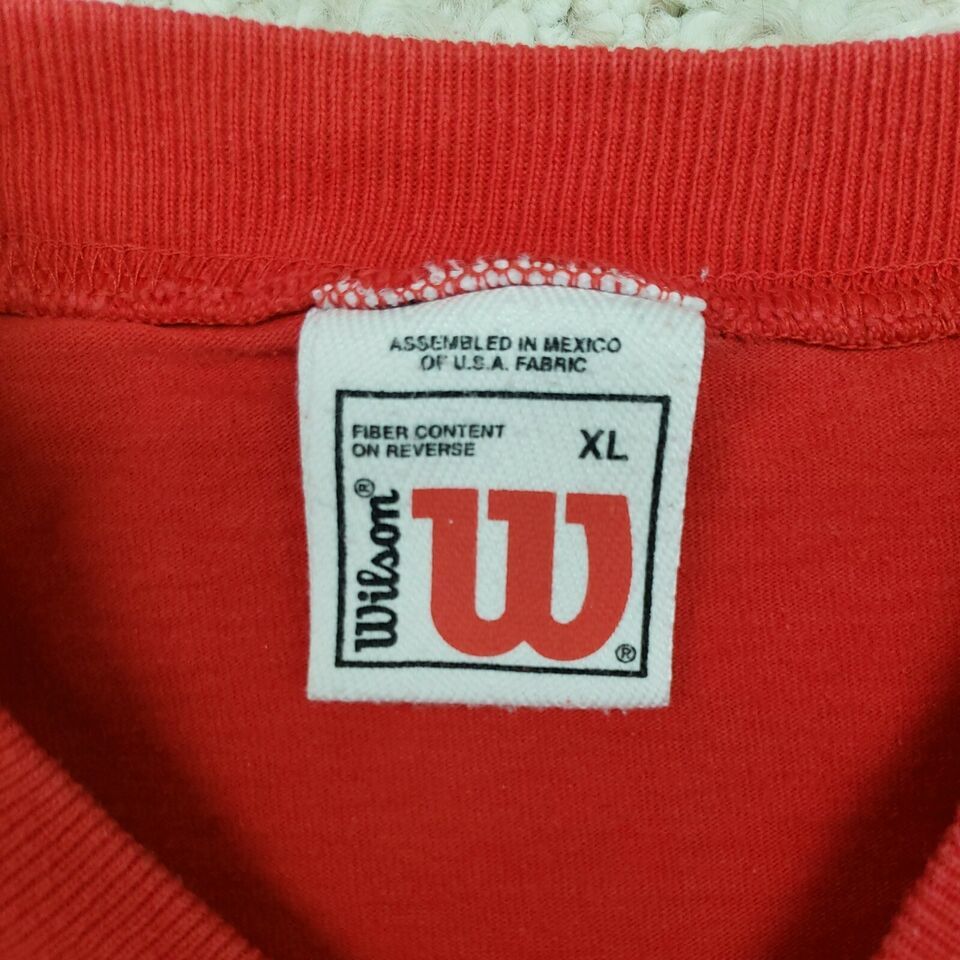 ASSEMBLED IN MEXICO
OF U.S.A. FABRIC
FIBER CONTENT
ON REVERSE
XL
Wilson®
W®